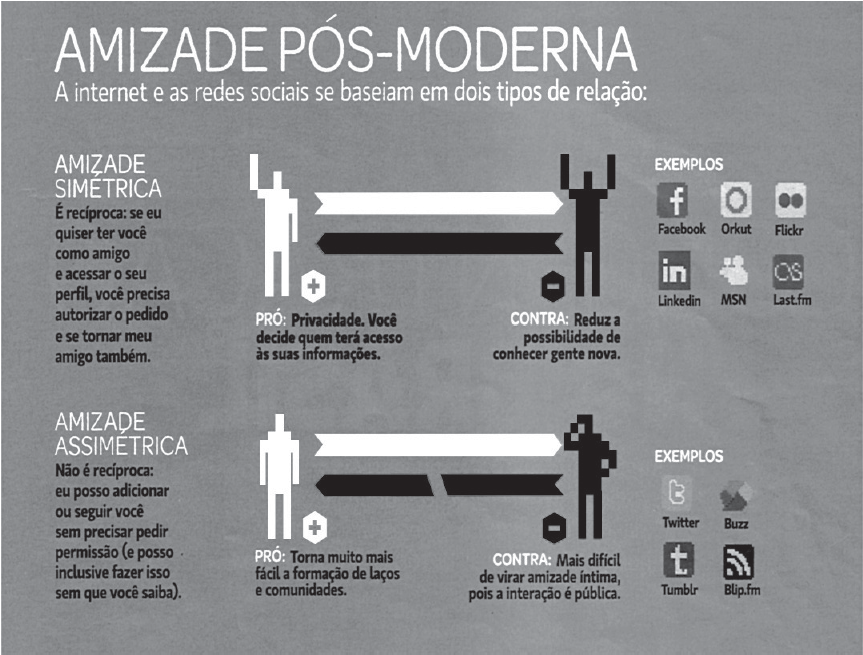 AMIZADE PÓS-MODERNA
A internet e as redes sociais se baseiam em dois tipos de relação:
AMIZADE
SIMÉTRICA
É recíproca: se eu
quiser ter você
como amigo
e acessar o seu
perfil, você precisa
autorizar o pedido
e se tornar meu
amigo também.
PRÓ: Privacidade. Você
decide quem terá acesso
às suas informações.
CONTRA: Reduz a
possibilidade de
conhecer gente nova.
EXEMPLOS
f
Facebook
Orkut
Flickr
in
Linkedin
MSN
Last.fm
AMIZADE
ASSIMÉTRICA
Não é recíproca:
eu posso adicionar
ou seguir você
sem precisar pedir
permissão (e posso
inclusive fazer isso
sem que você saiba).
PRÓ: Torna muito mais
fácil a formação de laços
e comunidades.
CONTRA: Mais difícil
de virar amizade íntima,
pois a interação é pública.
EXEMPLOS
t
Twitter
Buzz
t
Tumblr
Blip.fm